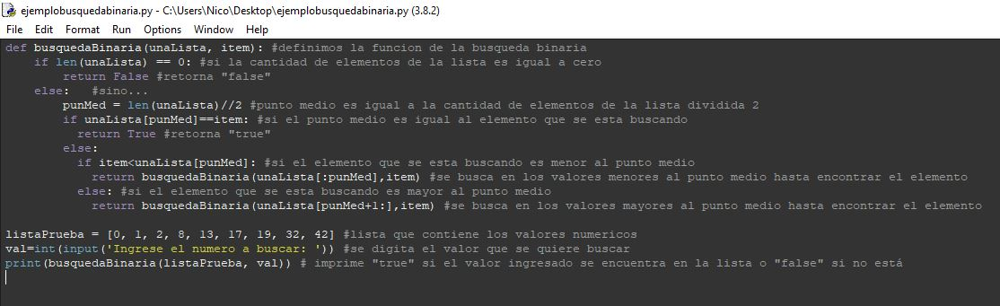 ejemplobusquedabinaria.py - C:\Users\Nico\Desktop\ejemplobusquedabinaria.py (3.8.2)
File Edit Format Run Options Window Help
def busquedaBinaria(unaLista, item): #definimos la funcion de la busqueda binaria
    if len(unaLista) == 0: #si la cantidad de elementos de la lista es igual a cero
        return False #retorna "false"
    else:   #sino...
        punMed = len(unaLista)//2 #punto medio es igual a la cantidad de elementos de la lista dividida 2
        if unaLista[punMed]==item: #si el punto medio es igual al elemento que se esta buscando
          return True #retorna "true"
        else:
          if item<unaLista[punMed]: #si el elemento que se esta buscando es menor al punto medio
            return busquedaBinaria(unaLista[:punMed],item) #se busca en los valores menores al punto medio hasta encontrar el elemento
          else: #si el elemento que se esta buscando es mayor al punto medio
            return busquedaBinaria(unaLista[punMed+1:],item) #se busca en los valores mayores al punto medio hasta encontrar el elemento
listaPrueba = [0, 1, 2, 8, 13, 17, 19, 32, 42] #lista que contiene los valores numericos
val=int(input('Ingrese el numero a buscar: ')) #se digita el valor que se quiere buscar
print(busquedaBinaria(listaPrueba, val)) # imprime "true" si el valor ingresado se encuentra en la lista o "false" si no está